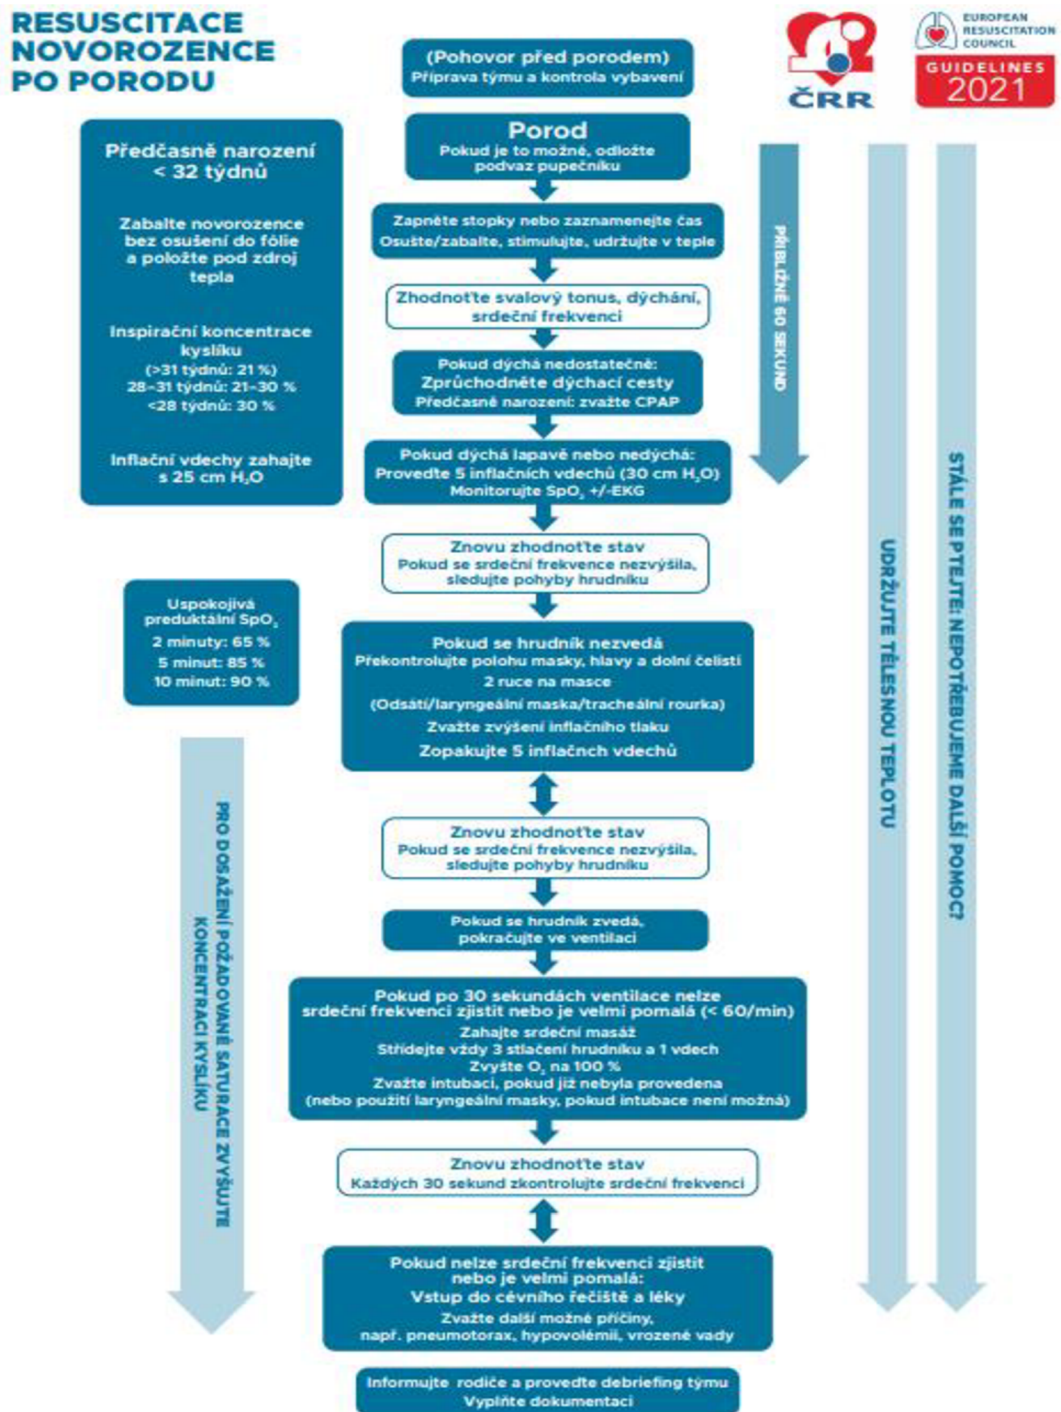 RESUSCITACE
NOVOROZENCE
PO PORODU
ČRR
EUROPEAN
RESUSCITATION
COUNCIL
GUIDELINES
2021
(Pohovor před porodem)
Příprava týmu a kontrola vybavení
Porod
Pokud je to možné, odložte
podvaz pupečníku
Zapněte stopky nebo zaznamenejte čas
Osušte/zabalte, stimulujte, udržujte v teple
Zhodnoťte svalový tonus, dýchání,
srdeční frekvenci
Pokud dýchá nedostatečně:
Zprůchodněte dýchací cesty
Předčasně narození: zvažte CPAP
Pokud dýchá lapavě nebo nedýchá:
Proveďte 5 inflačních vdechů (30 cm H₂O)
Monitorujte SpO₂ +/-EKG
Znovu zhodnoťte stav
Pokud se srdeční frekvence nezvýšila,
sledujte pohyby hrudníku
Pokud se hrudník nezvedá
Překontrolujte polohu masky, hlavy a dolní čelisti
2 ruce na masce
(Odsátí/laryngeální maska/tracheální rourka)
Zvažte zvýšení inflačního tlaku
Zopakujte 5 inflačnch vdechů
Znovu zhodnoťte stav
Pokud se srdeční frekvence nezvýšila,
sledujte pohyby hrudníku
Pokud se hrudník zvedá,
pokračujte ve ventilaci
Pokud po 30 sekundách ventilace nelze
srdeční frekvenci zjistit nebo je velmi pomalá (< 60/min)
Zahajte srdeční masáž
Střídejte vždy 3 stlačení hrudníku a 1 vdech
Zvyšte O₂ na 100 %
Zvažte intubaci, pokud již nebyla provedena
(nebo použití laryngeální masky, pokud intubace není možná)
Znovu zhodnoťte stav
Každých 30 sekund zkontrolujte srdeční frekvenci
Pokud nelze srdeční frekvenci zjistit
nebo je velmi pomalá:
Vstup do cévního řečiště a léky
Zvažte další možné příčiny,
např. pneumotorax, hypovolémii, vrozené vady
Informujte rodiče a proveďte debriefing týmu
Vyplňte dokumentaci
Předčasně narození
< 32 týdnů
Zabalte novorozence
bez osušení do fólie
a položte pod zdroj
tepla
Inspirační koncentrace
kyslíku
(>31 týdnů: 21 %)
28–31 týdnů: 21–30 %
<28 týdnů: 30 %
Inflační vdechy zahajte
s 25 cm H₂O
Uspokojivá
preduktální SpO₂
2 minuty: 65 %
5 minut: 85 %
10 minut: 90 %
PRO DOSAŽENÍ POŽADOVANÉ SATURACE ZVYŠUJTE
KONCENTRACI KYSLÍKU
PŘIBLIŽNĚ 60 SEKUND
UDRŽUJTE TĚLESNOU TEPLOTU
STÁLE SE PTEJTE: NEPOTŘEBUJEME DALŠÍ POMOC?